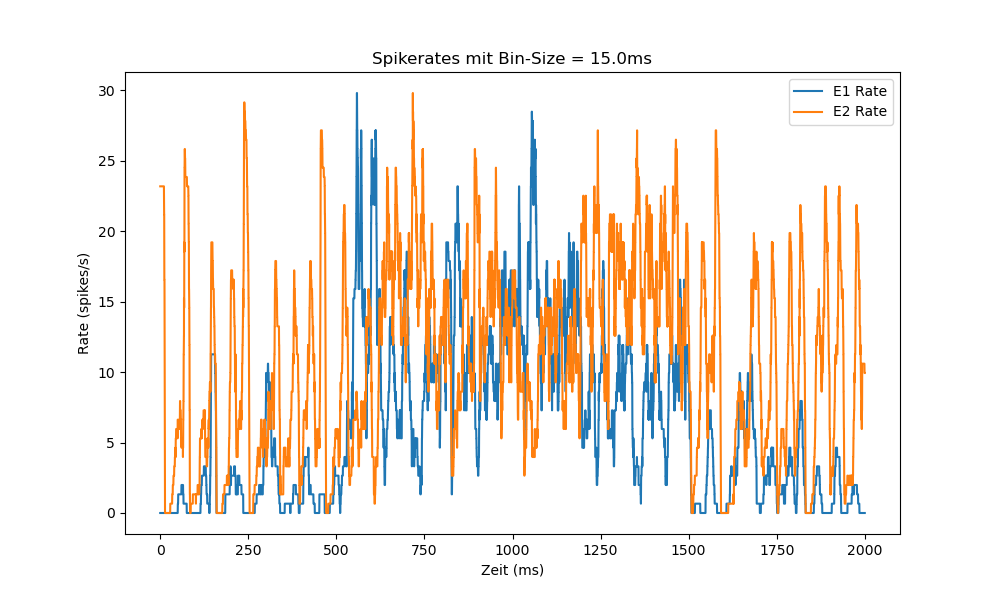 Spikerates mit Bin-Size = 15.0ms
E1 Rate
E2 Rate
30
25
20
15
10
5
0
Rate (spikes/s)
0 250 500 750 1000 1250 1500 1750 2000
Zeit (ms)